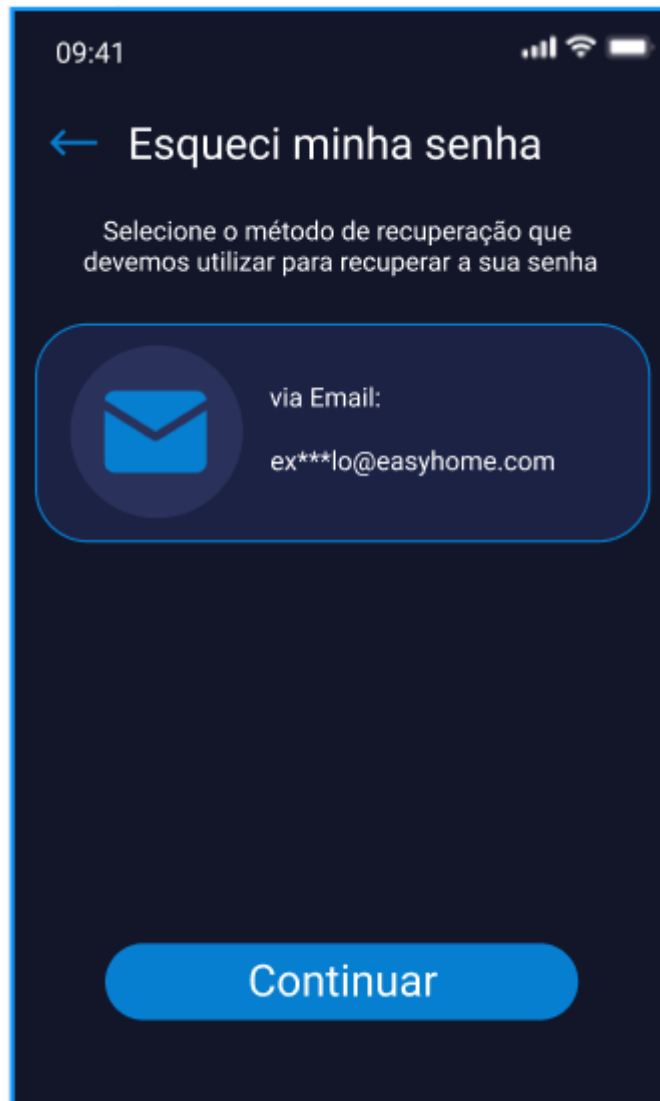 09:41
Esqueci minha senha
Selecione o método de recuperação que
devemos utilizar para recuperar a sua senha
via Email:
ex***lo@easyhome.com
Continuar